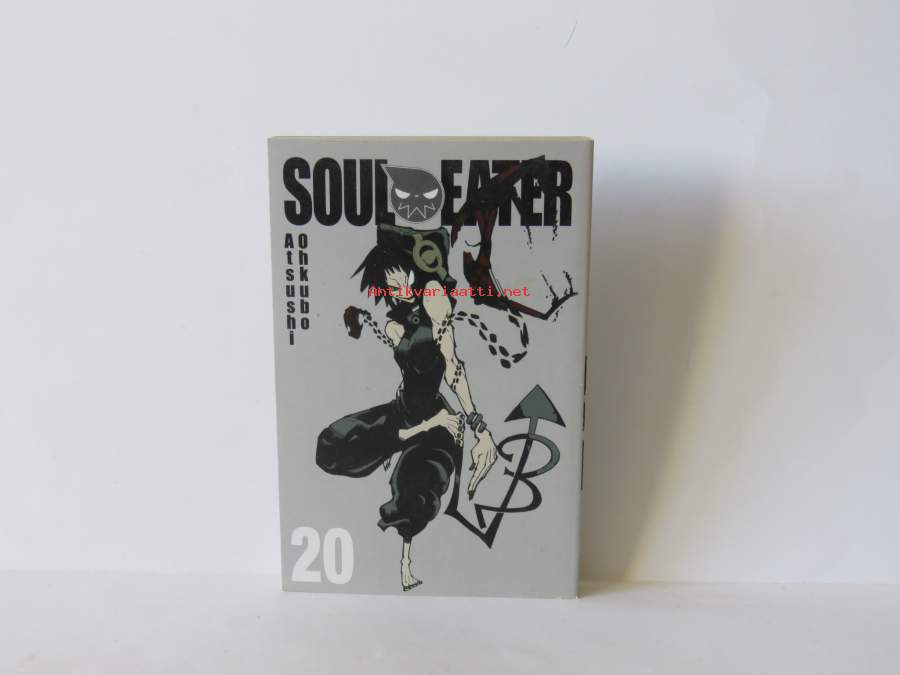 SOUL EATER
Atsushi
Ohkubo
Antikvariaatti.net
20